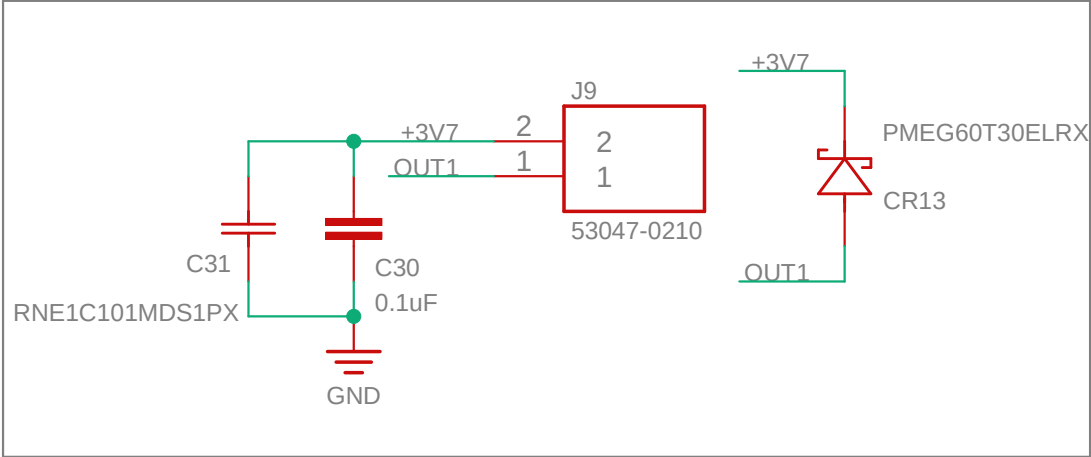 +3V7
J9
PMEG60T30ELRX
+3V7
2
2
OUT1
1
1
CR13
53047-0210
C31
C30
OUT1
0.1uF
RNE1C101MDS1PX
GND